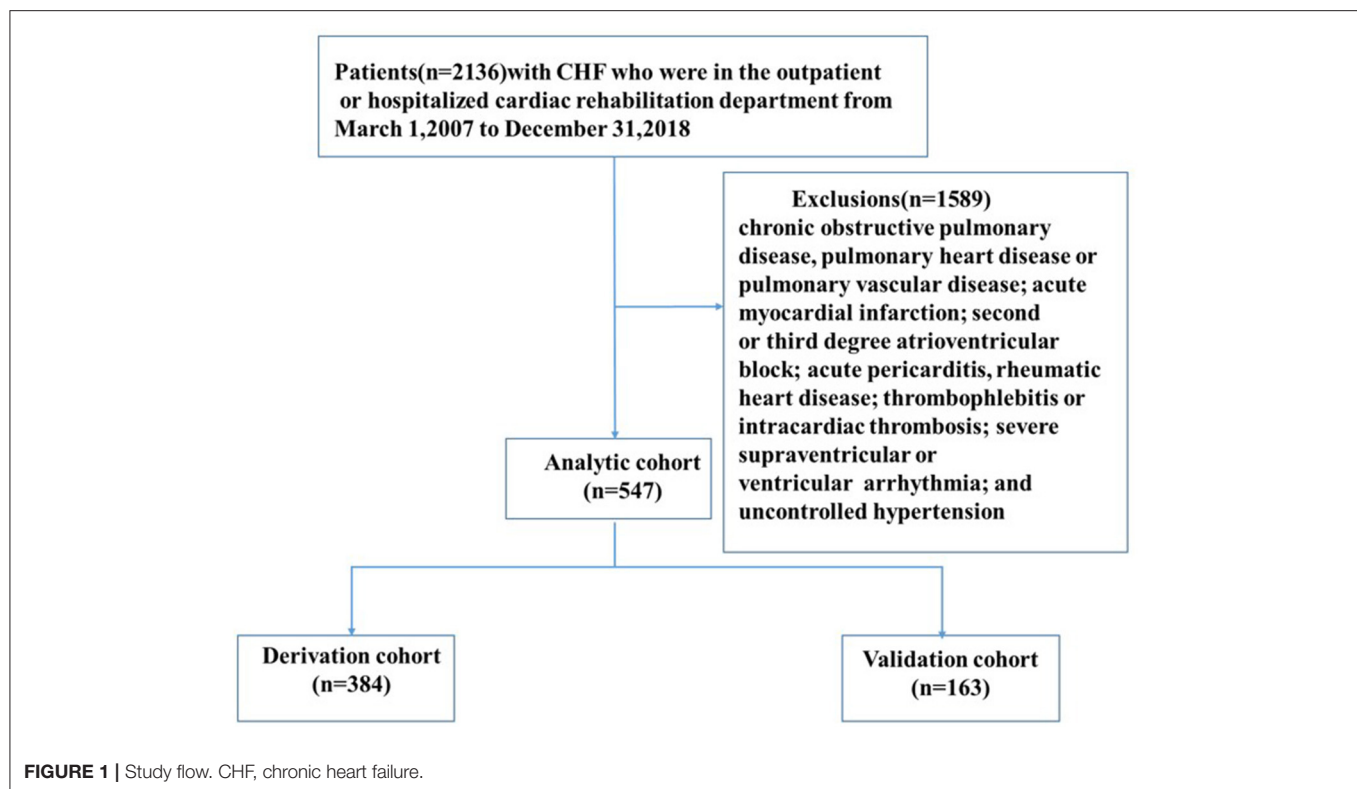 Patients(n=2136)with CHF who were in the outpatient
or hospitalized cardiac rehabilitation department from
March 1,2007 to December 31,2018
Exclusions(n=1589)
chronic obstructive pulmonary
disease, pulmonary heart disease or
pulmonary vascular disease; acute
myocardial infarction; second
or third degree atrioventricular
block; acute pericarditis, rheumatic
heart disease; thrombophlebitis or
intracardiac thrombosis; severe
supraventricular or
ventricular arrhythmia; and
uncontrolled hypertension
Analytic cohort
(n=547)
Derivation cohort
(n=384)
Validation cohort
(n=163)
FIGURE 1 | Study flow. CHF, chronic heart failure.